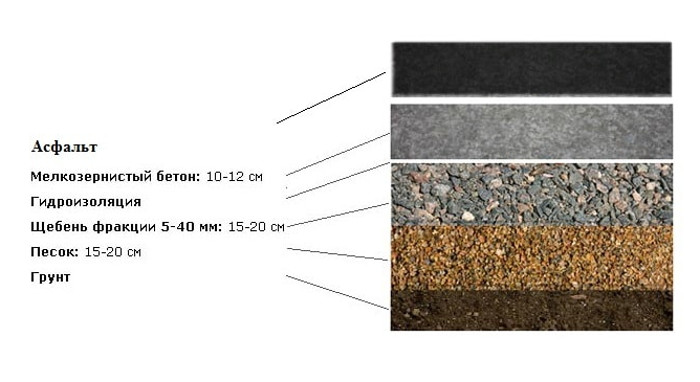 Асфальт
Мелкозернистый бетон: 10-12 см
Гидроизоляция
Щебень фракции 5-40 мм: 15-20 см
Песок: 15-20 см
Грунт